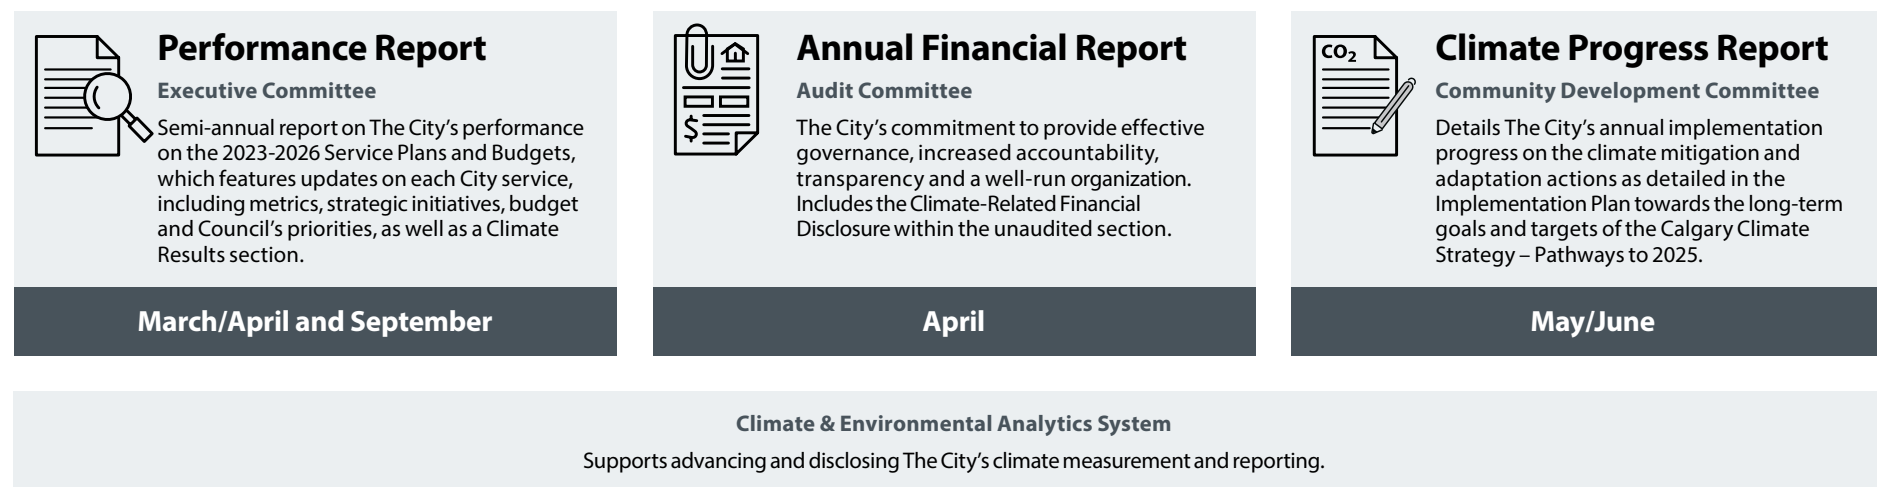 Performance Report
Executive Committee
Semi-annual report on The City's performance
on the 2023-2026 Service Plans and Budgets,
which features updates on each City service,
including metrics, strategic initiatives, budget
and Council's priorities, as well as a Climate
Results section.
March/April and September
$
Annual Financial Report
Audit Committee
The City's commitment to provide effective
governance, increased accountability,
transparency and a well-run organization.
Includes the Climate-Related Financial
Disclosure within the unaudited section.
April
CO₂
Climate Progress Report
Community Development Committee
Details The City's annual implementation
progress on the climate mitigation and
adaptation actions as detailed in the
Implementation Plan towards the long-term
goals and targets of the Calgary Climate
Strategy – Pathways to 2025.
May/June
Climate & Environmental Analytics System
Supports advancing and disclosing The City's climate measurement and reporting.